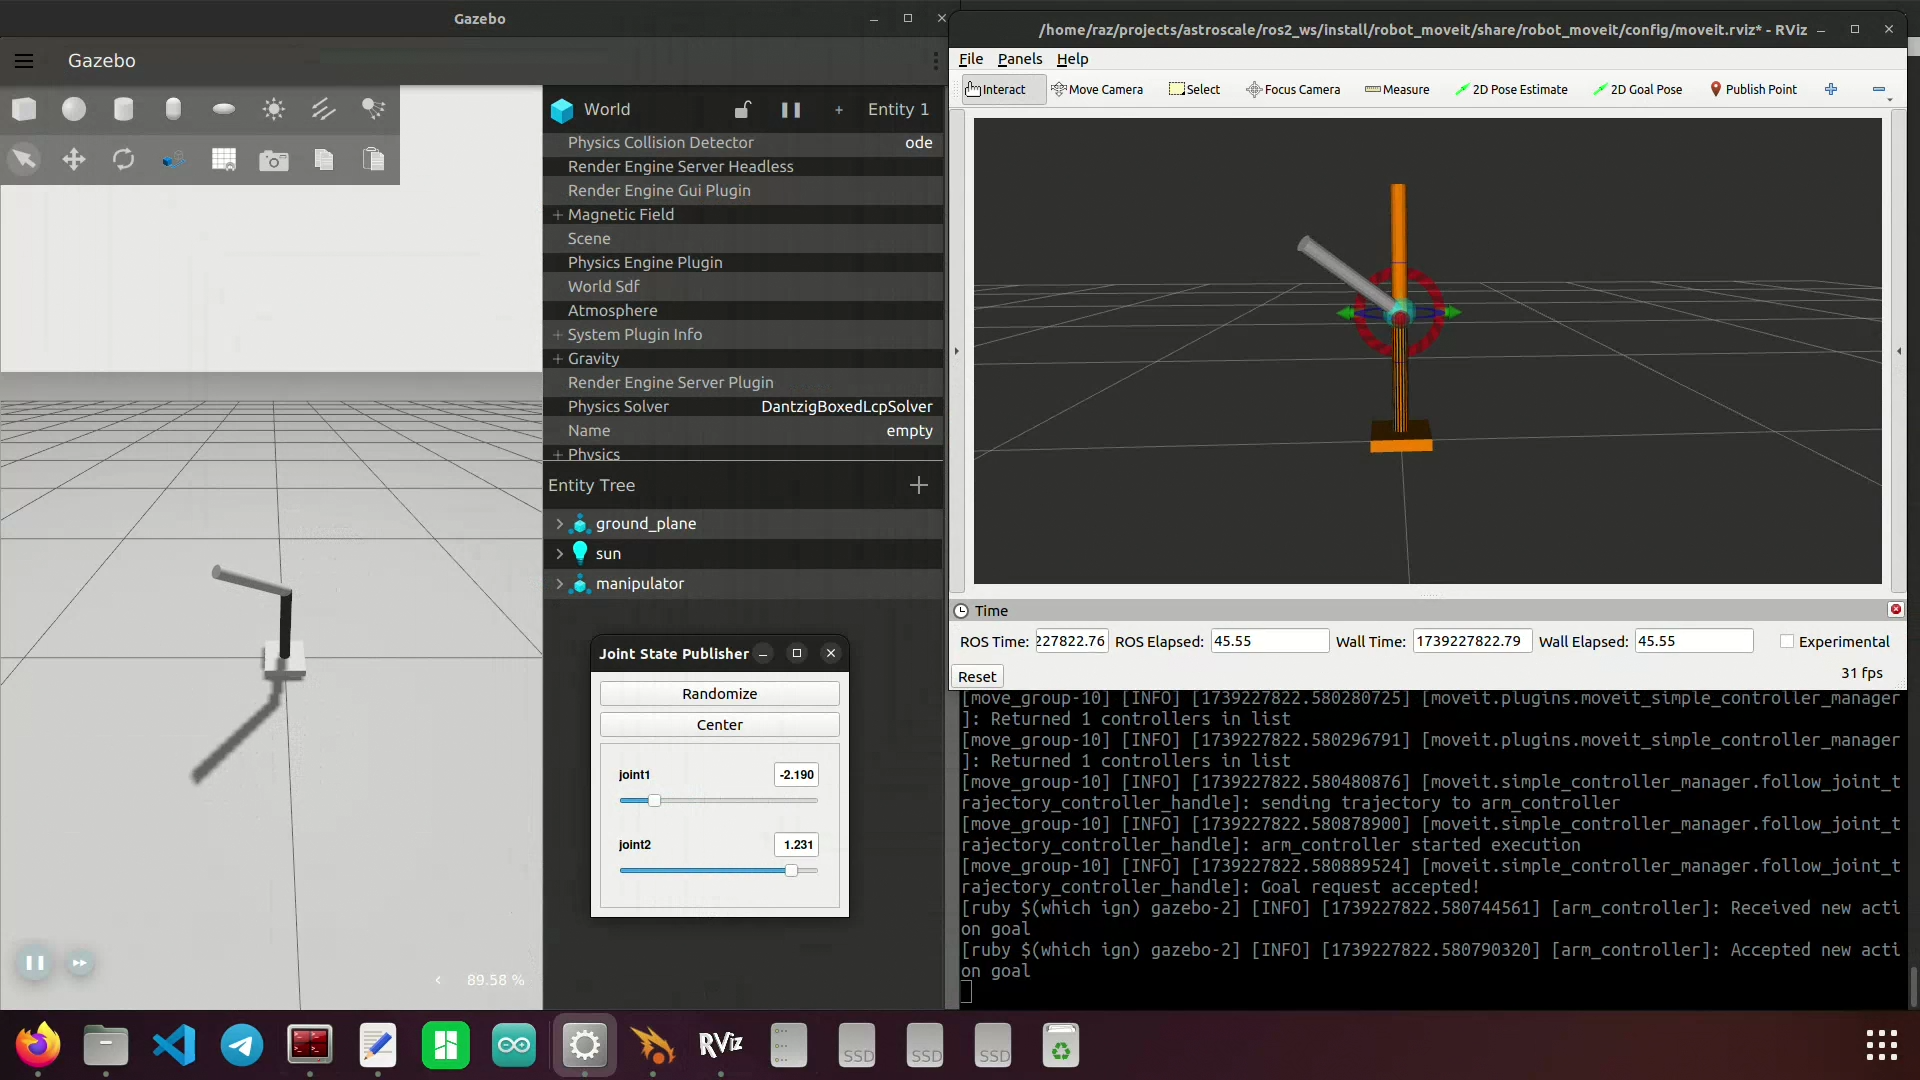 Gazebo
Gazebo
World
Entity 1
Physics Collision Detector ode
Render Engine Server Headless
Render Engine Gui Plugin
Magnetic Field
Scene
Physics Engine Plugin
World Sdf
Atmosphere
System Plugin Info
Gravity
Render Engine Server Plugin
Physics Solver DantzigBoxedLcpSolver
Name empty
Physics
Entity Tree
ground_plane
sun
manipulator
Joint State Publisher
Randomize
Center
joint1 -2.190
joint2 1.231
89.58 %
/home/raz/projects/astroscale/ros2_ws/install/robot_moveit/share/robot_moveit/config/moveit.rviz* - RViz
File Panels Help
Interact Move Camera Select Focus Camera Measure 2D Pose Estimate 2D Goal Pose Publish Point
Time
ROS Time: 227822.76 ROS Elapsed: 45.55 Wall Time: 1739227822.79 Wall Elapsed: 45.55 Experimental
Reset
31 fps
[move_group-10] [INFO] [1739227822.580280725] [moveit.plugins.moveit_simple_controller_manager
]: Returned 1 controllers in list
[move_group-10] [INFO] [1739227822.580296791] [moveit.plugins.moveit_simple_controller_manager
]: Returned 1 controllers in list
[move_group-10] [INFO] [1739227822.580480876] [moveit.simple_controller_manager.follow_joint_t
rajectory_controller_handle]: sending trajectory to arm_controller
[move_group-10] [INFO] [1739227822.580878900] [moveit.simple_controller_manager.follow_joint_t
rajectory_controller_handle]: arm_controller started execution
[move_group-10] [INFO] [1739227822.580889524] [moveit.simple_controller_manager.follow_joint_t
rajectory_controller_handle]: Goal request accepted!
[ruby $(which ign) gazebo-2] [INFO] [1739227822.580744561] [arm_controller]: Received new acti
on goal
[ruby $(which ign) gazebo-2] [INFO] [1739227822.580790320] [arm_controller]: Accepted new acti
on goal
RViz
SSD
SSD
SSD